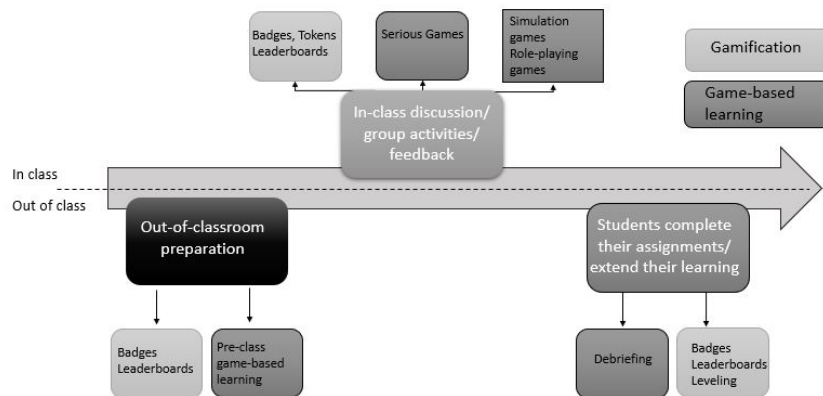 Badges, Tokens
Leaderboards
Serious Games
Simulation
games
Role-playing
games
Gamification
Game-based
learning
In-class discussion/
group activities/
feedback
In class
Out of class
Out-of-classroom
preparation
Students complete
their assignments/
extend their learning
Badges
Leaderboards
Pre-class
game-based
learning
Debriefing
Badges
Leaderboards
Leveling